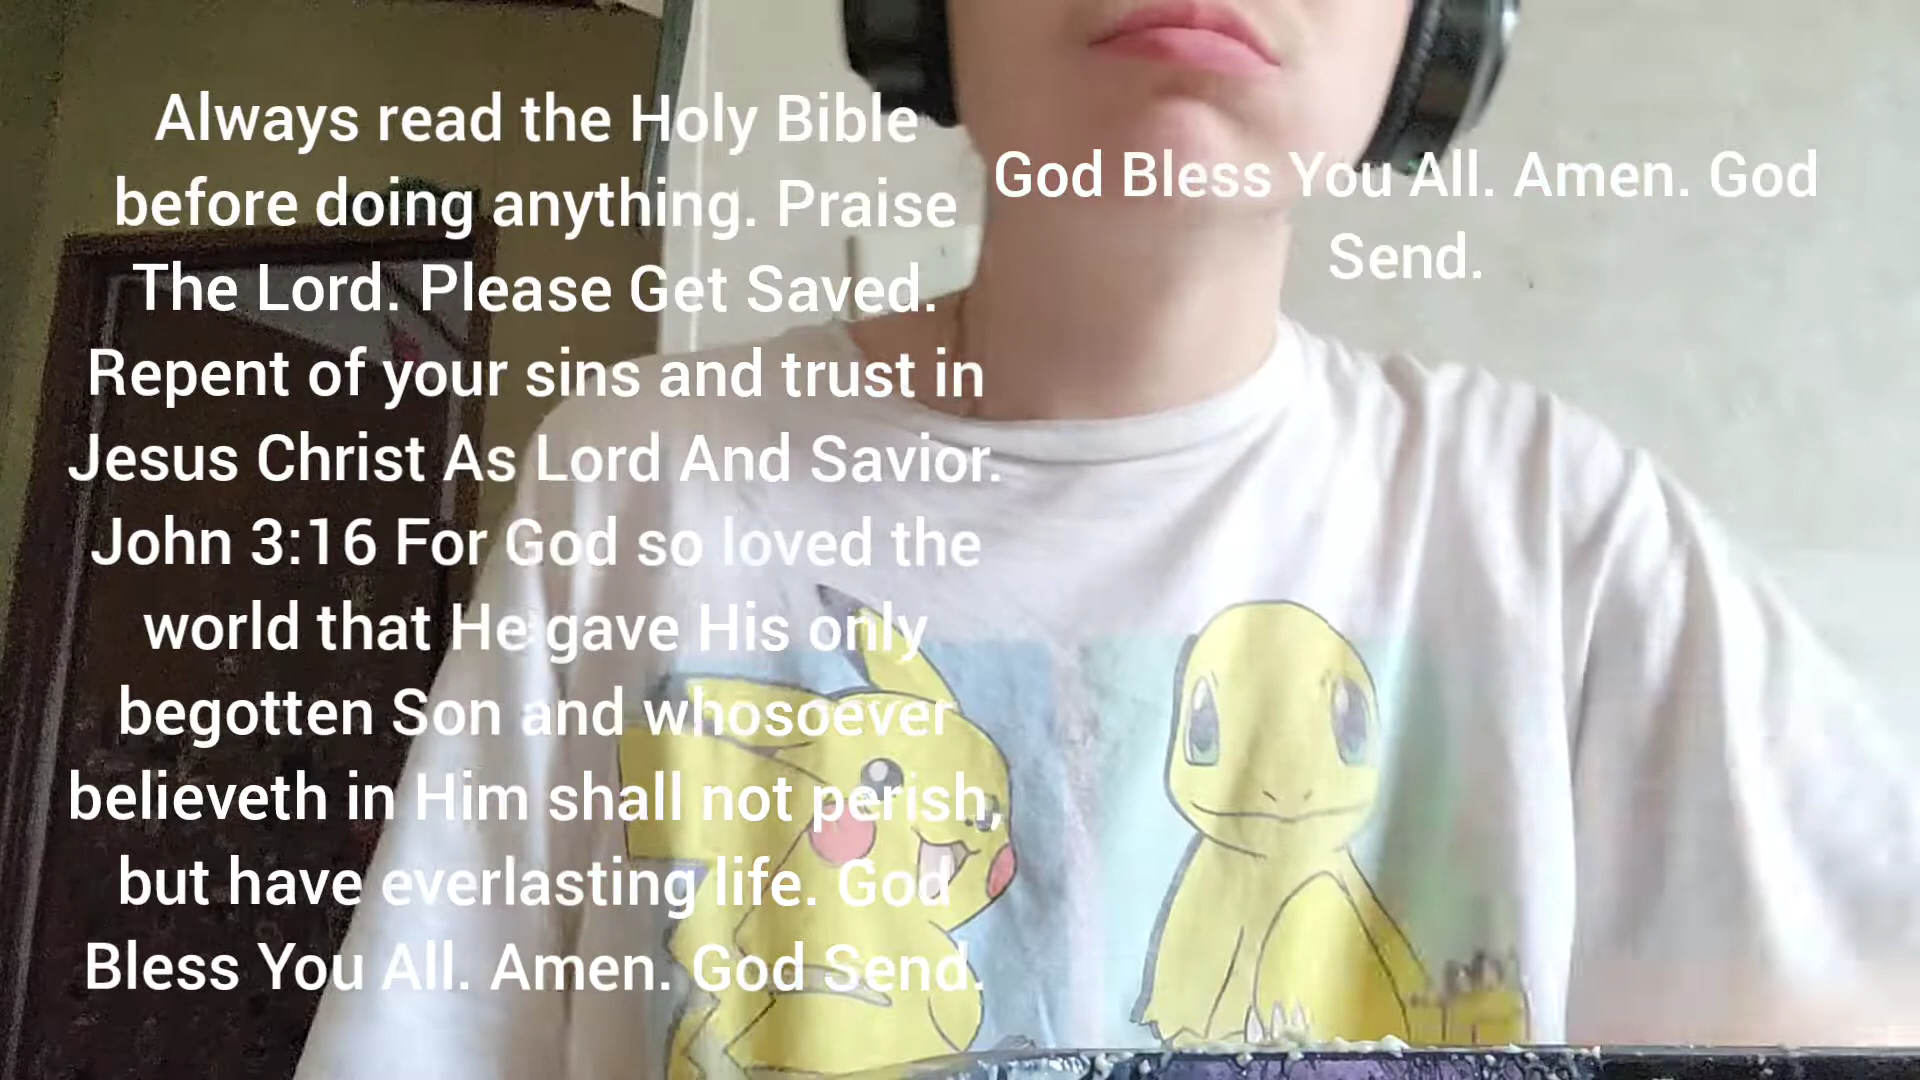 Always read the Holy Bible
before doing anything. Praise
The Lord. Please Get Saved.
Repent of your sins and trust in
Jesus Christ As Lord And Savior.
John 3:16 For God so loved the
world that He gave His only
begotten Son and whosoever
believeth in Him shall not perish,
but have everlasting life. God
Bless You All. Amen. God Send.
God Bless You All. Amen. God
Send.